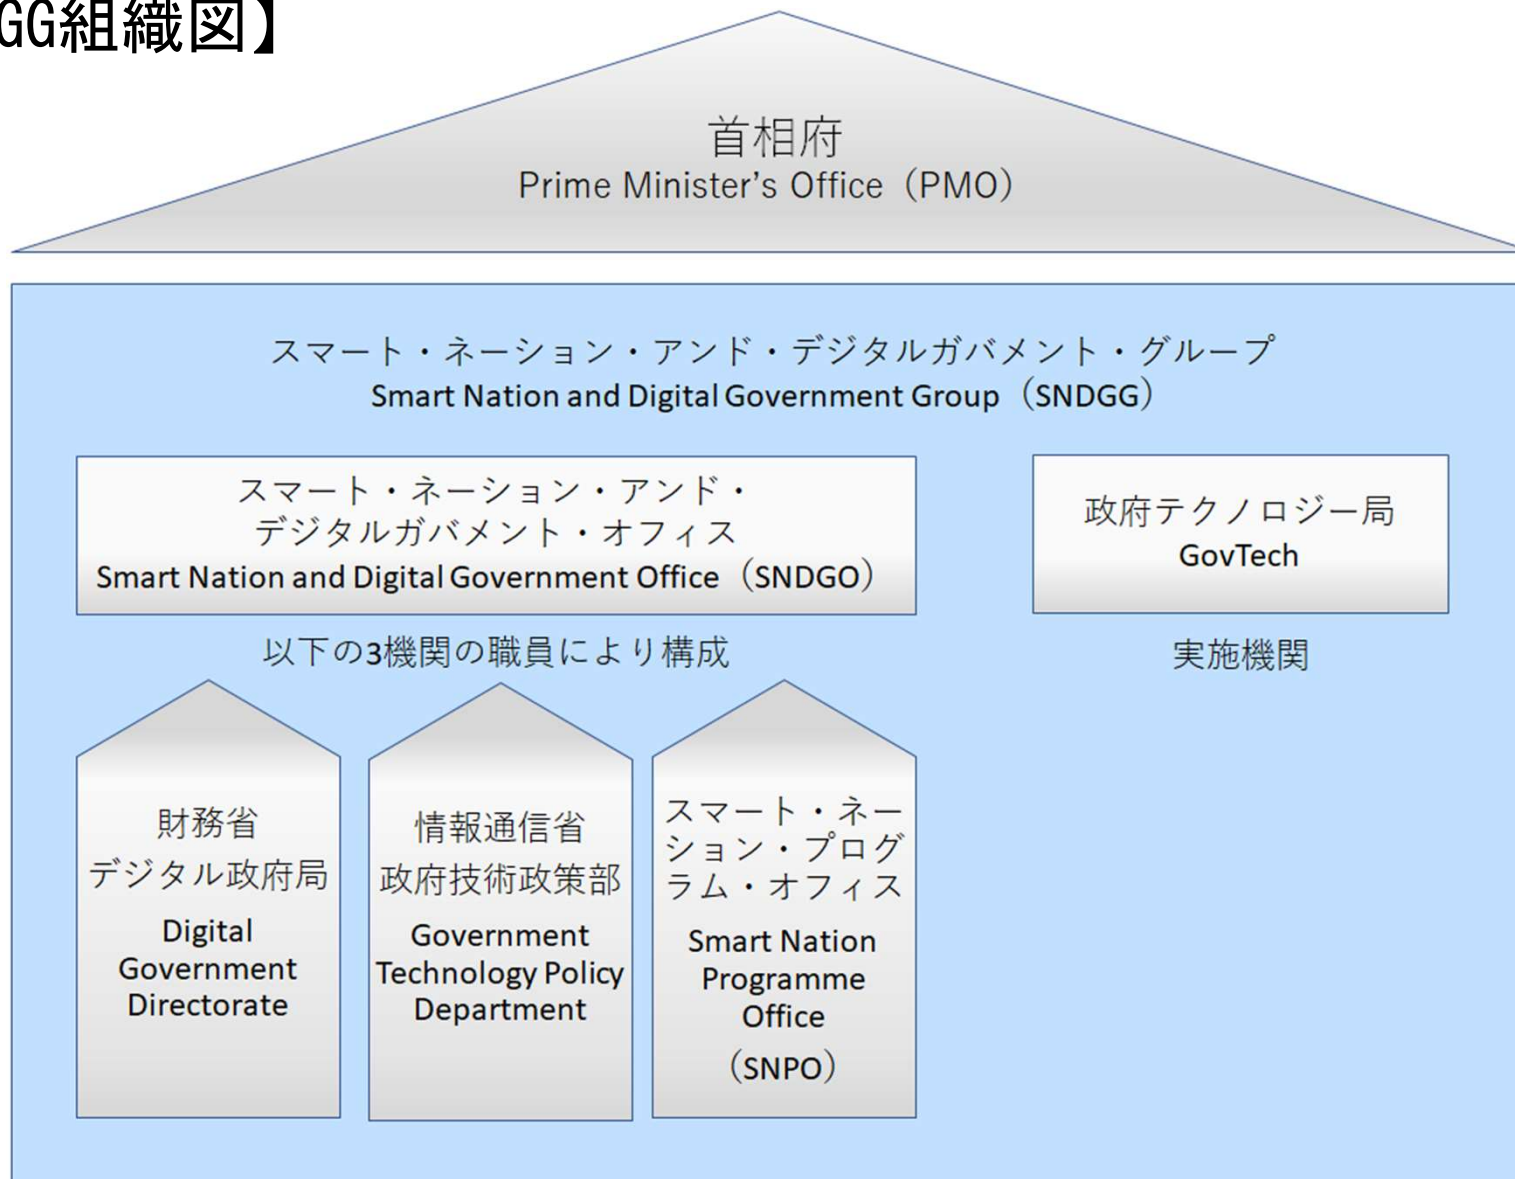 GG組織図】
首相府
Prime Minister’s Office（PMO）
スマート・ネーション・アンド・デジタルガバメント・グループ
Smart Nation and Digital Government Group（SNDGG）
スマート・ネーション・アンド・
デジタルガバメント・オフィス
Smart Nation and Digital Government Office（SNDGO）
政府テクノロジー局
GovTech
以下の3機関の職員により構成
実施機関
財務省
デジタル政府局
Digital
Government
Directorate
情報通信省
政府技術政策部
Government
Technology Policy
Department
スマート・ネー
ション・プログ
ラム・オフィス
Smart Nation
Programme
Office
（SNPO）